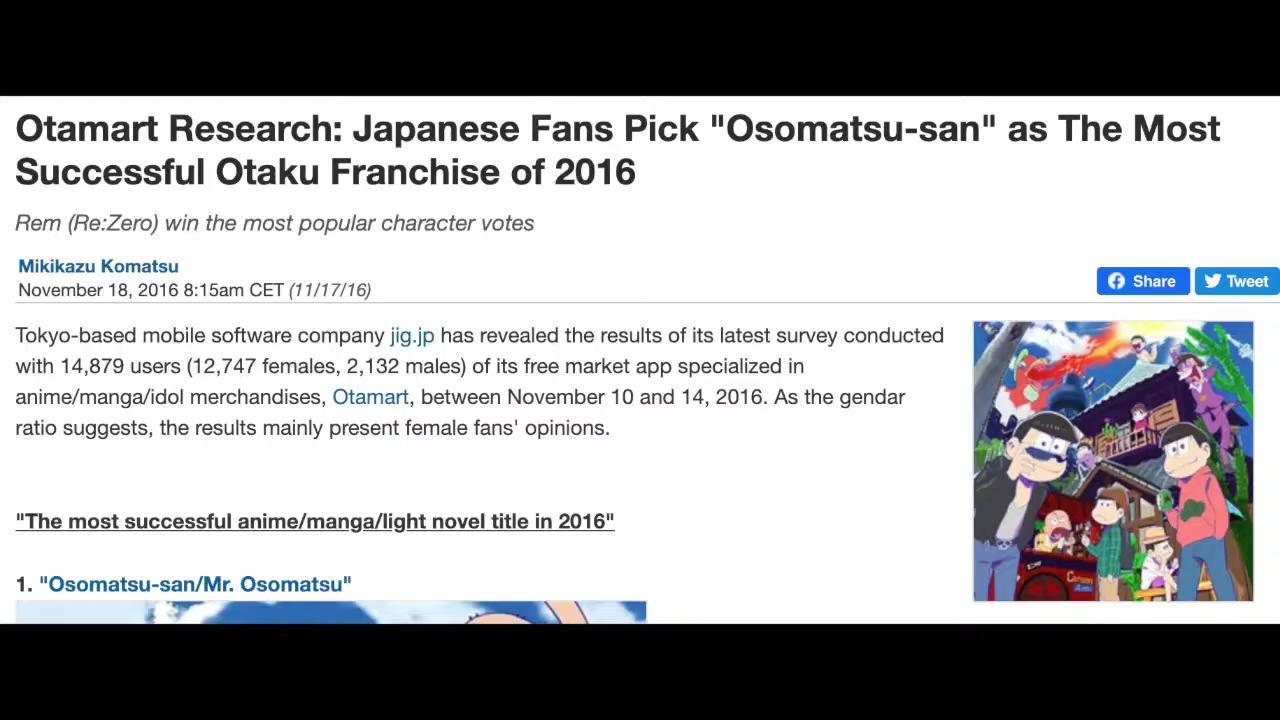 Otamart Research: Japanese Fans Pick "Osomatsu-san" as The Most
Successful Otaku Franchise of 2016
Rem (Re:Zero) win the most popular character votes
Mikikazu Komatsu
November 18, 2016 8:15am CET (11/17/16)
Share
Tweet
Tokyo-based mobile software company jig.jp has revealed the results of its latest survey conducted
with 14,879 users (12,747 females, 2,132 males) of its free market app specialized in
anime/manga/idol merchandises, Otamart, between November 10 and 14, 2016. As the gendar
ratio suggests, the results mainly present female fans' opinions.
"The most successful anime/manga/light novel title in 2016"
1. "Osomatsu-san/Mr. Osomatsu"